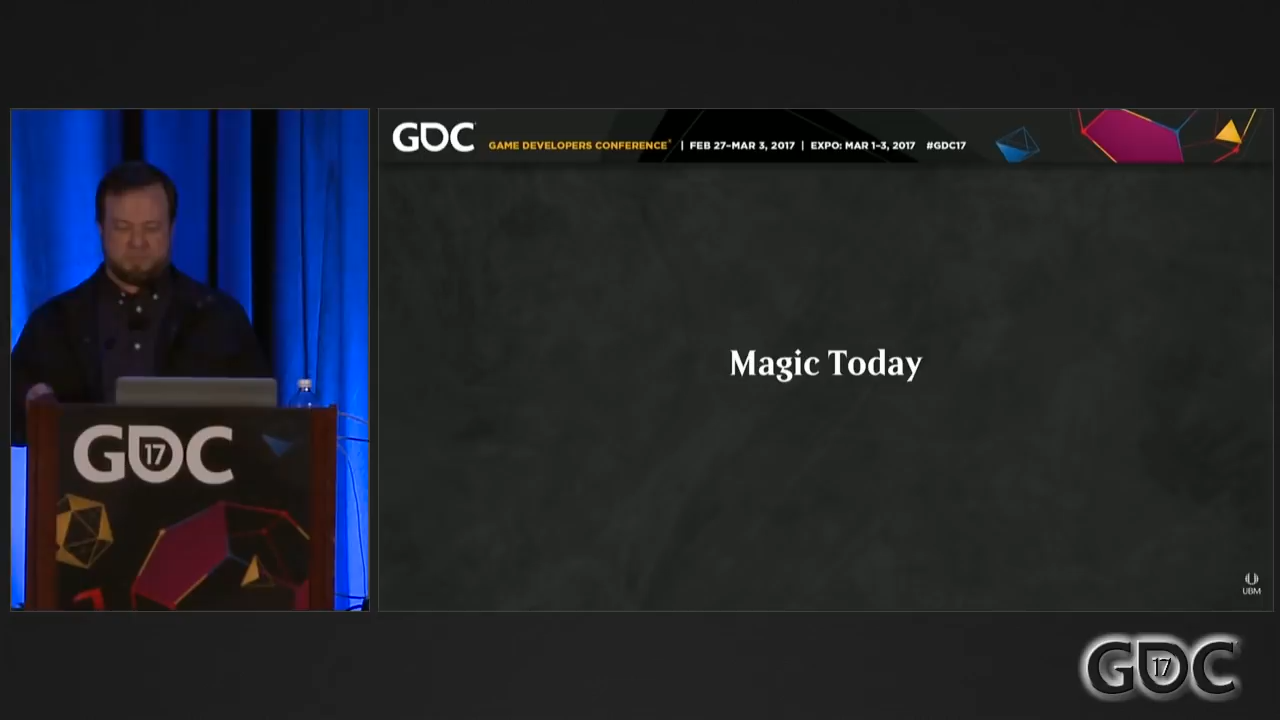 GDC GAME DEVELOPERS CONFERENCE® | FEB 27–MAR 3, 2017 | EXPO: MAR 1–3, 2017 #GDC17
Magic Today
GDC 17
UBM
GDC 17